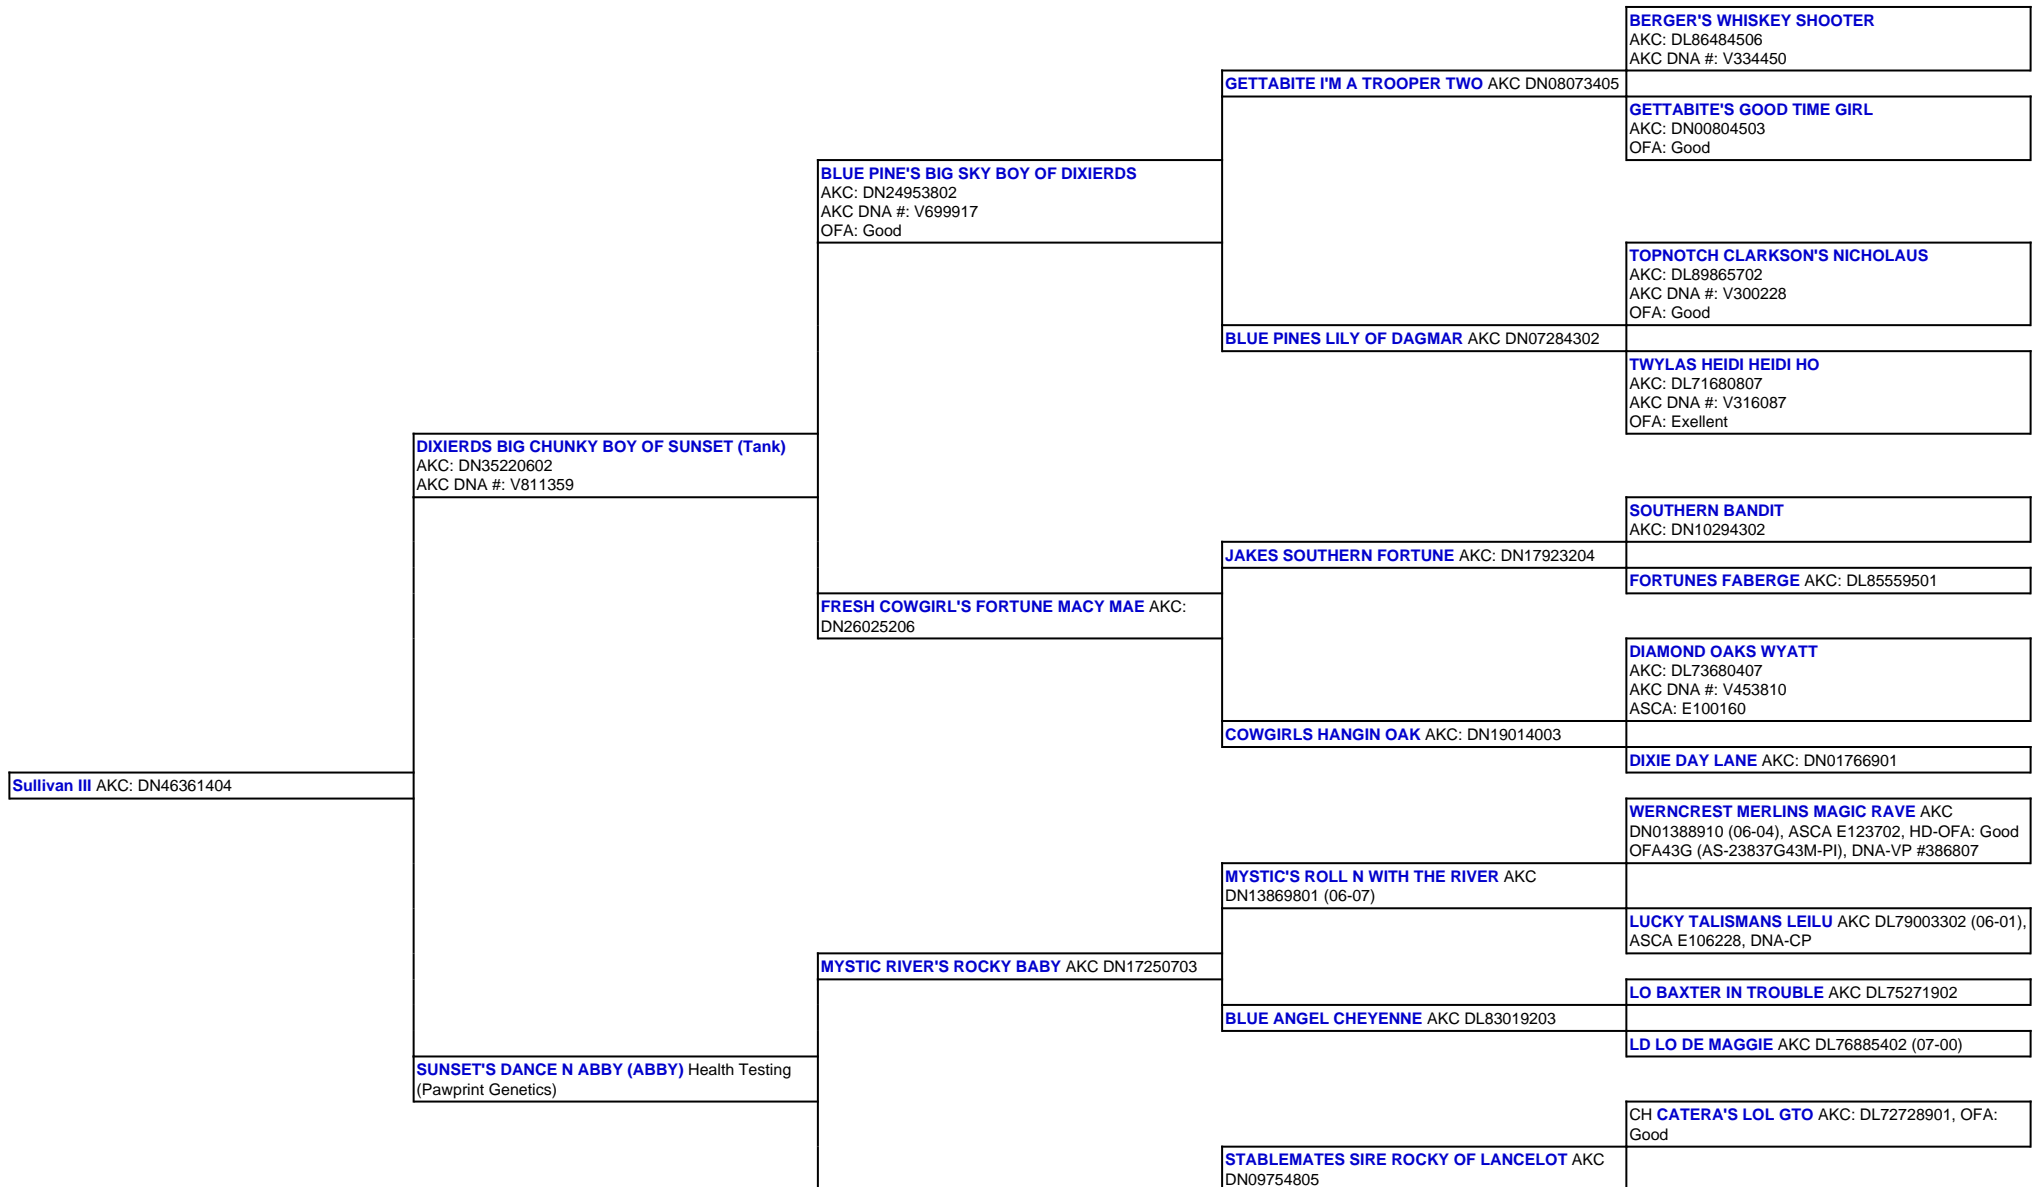 BERGER'S WHISKEY SHOOTER
AKC: DL86484506
AKC DNA #: V334450
GETTABITE I'M A TROOPER TWO AKC DN08073405
GETTABITE'S GOOD TIME GIRL
AKC: DN00804503
OFA: Good
BLUE PINE'S BIG SKY BOY OF DIXIERDS
AKC: DN24953802
AKC DNA #: V699917
OFA: Good
TOPNOTCH CLARKSON'S NICHOLAUS
AKC: DL89865702
AKC DNA #: V300228
OFA: Good
BLUE PINES LILY OF DAGMAR AKC DN07284302
TWYLAS HEIDI HEIDI HO
AKC: DL71680807
AKC DNA #: V316087
OFA: Exellent
DIXIERDS BIG CHUNKY BOY OF SUNSET (Tank)
AKC: DN35220602
AKC DNA #: V811359
SOUTHERN BANDIT
AKC: DN10294302
JAKES SOUTHERN FORTUNE AKC: DN17923204
FORTUNES FABERGE AKC: DL85559501
FRESH COWGIRL'S FORTUNE MACY MAE AKC:
DN26025206
DIAMOND OAKS WYATT
AKC: DL73680407
AKC DNA #: V453810
ASCA: E100160
COWGIRLS HANGIN OAK AKC: DN19014003
DIXIE DAY LANE AKC: DN01766901
Sullivan III AKC: DN46361404
WERNCREST MERLINS MAGIC RAVE AKC
DN01388910 (06-04), ASCA E123702, HD-OFA: Good
OFA43G (AS-23837G43M-PI), DNA-VP #386807
MYSTIC'S ROLL N WITH THE RIVER AKC
DN13869801 (06-07)
LUCKY TALISMANS LEILU AKC DL79003302 (06-01),
ASCA E106228, DNA-CP
MYSTIC RIVER'S ROCKY BABY AKC DN17250703
LO BAXTER IN TROUBLE AKC DL75271902
BLUE ANGEL CHEYENNE AKC DL83019203
LD LO DE MAGGIE AKC DL76885402 (07-00)
SUNSET'S DANCE N ABBY (ABBY) Health Testing
(Pawprint Genetics)
CH CATERA'S LOL GTO AKC: DL72728901, OFA:
Good
STABLEMATES SIRE ROCKY OF LANCELOT AKC
DN09754805